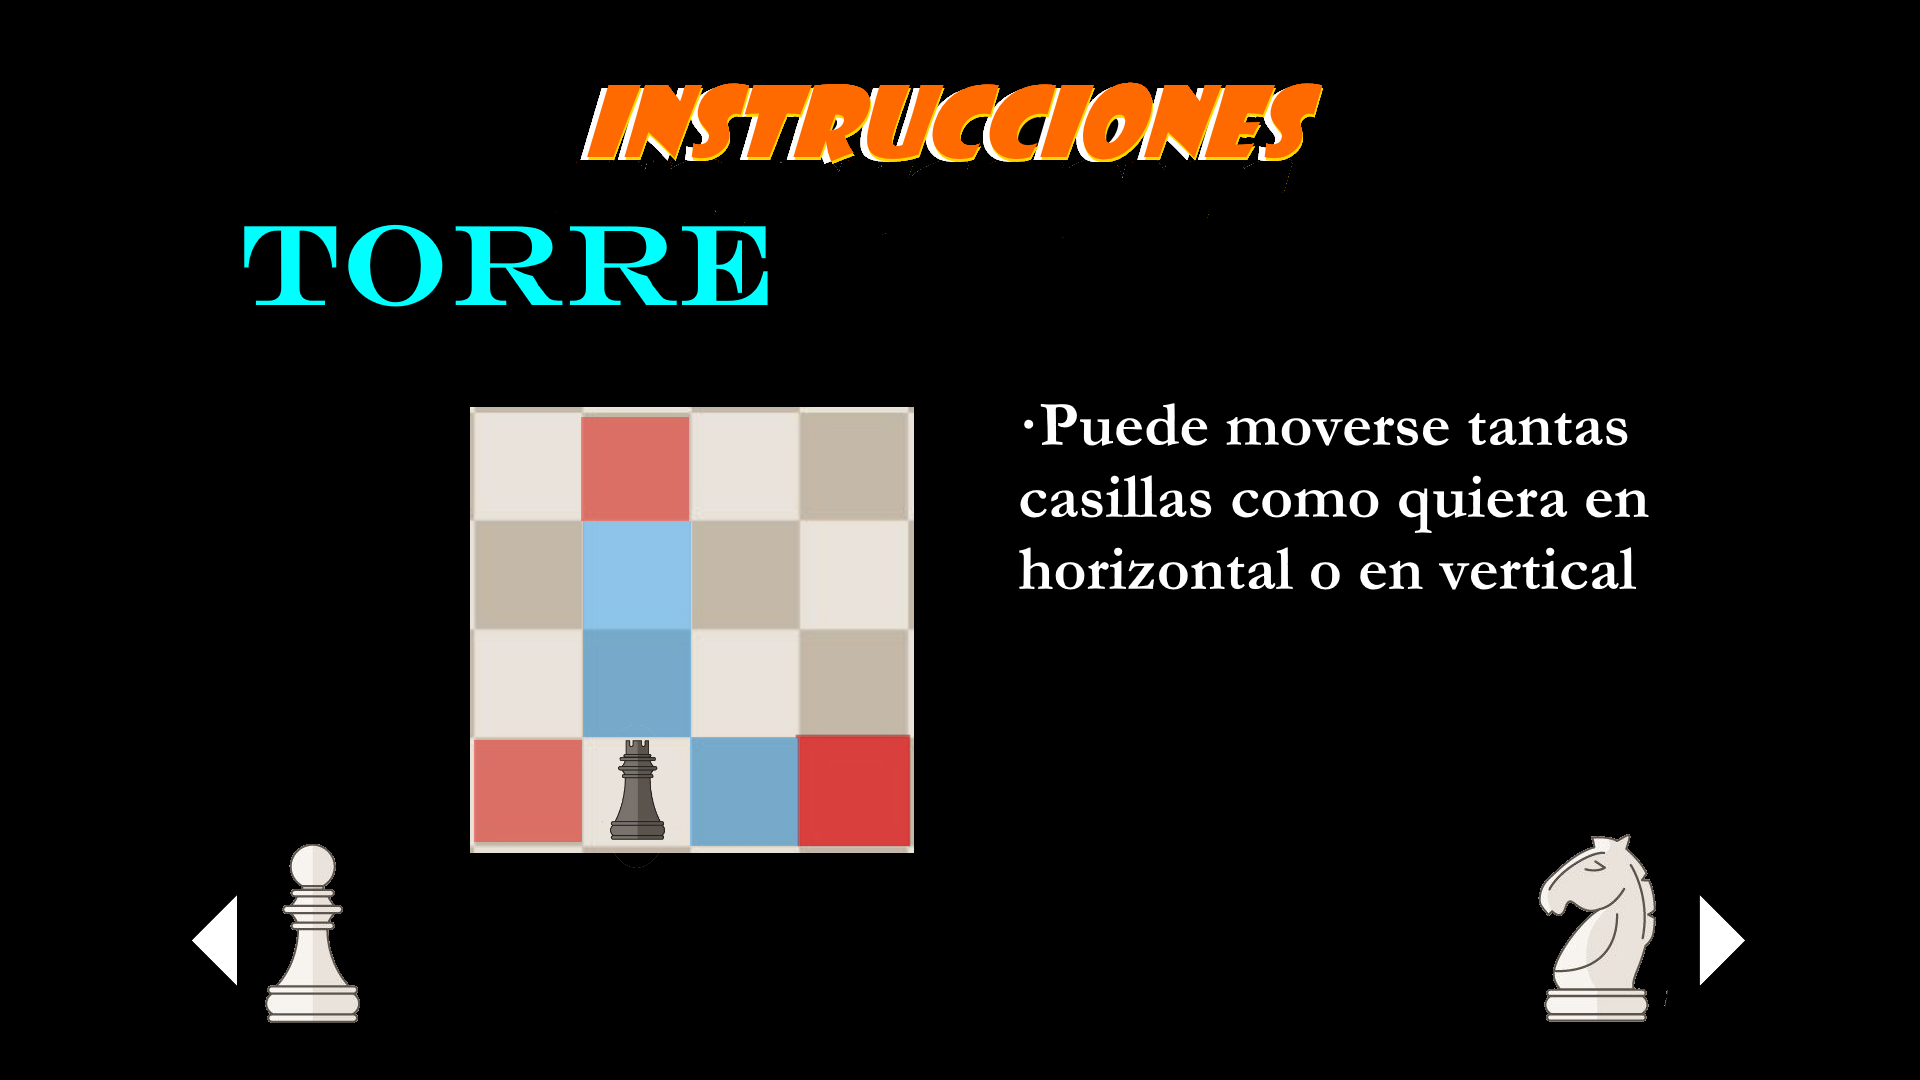 INSTRUCCIONES
TORRE
·Puede moverse tantas
casillas como quiera en
horizontal o en vertical